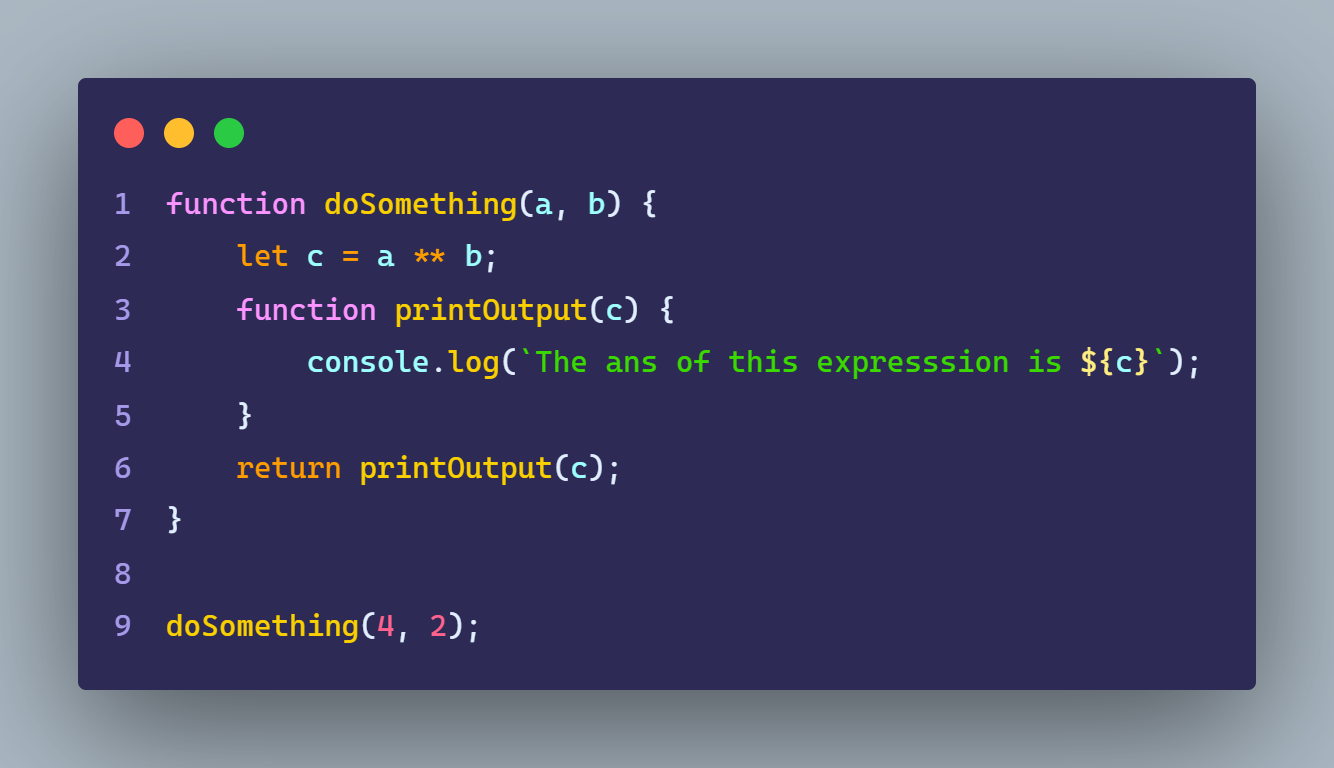 1 function doSomething(a, b) {
2     let c = a ** b;
3     function printOutput(c) {
4         console.log(`The ans of this expresssion is ${c}`);
5     }
6     return printOutput(c);
7 }
8
9 doSomething(4, 2);